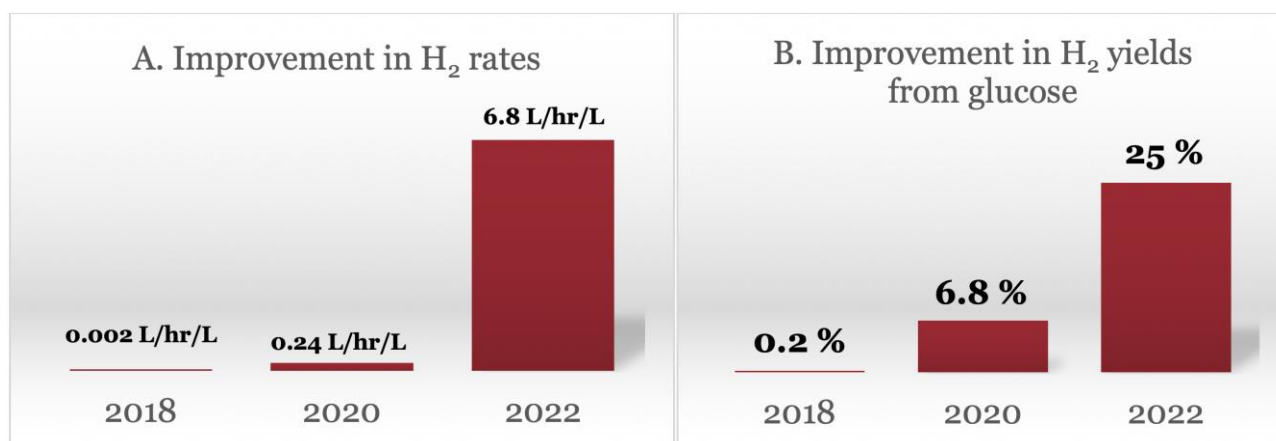 A. Improvement in H₂ rates
6.8 L/hr/L
0.002 L/hr/L
0.24 L/hr/L
2018
2020
2022
B. Improvement in H₂ yields
from glucose
25 %
6.8 %
0.2 %
2018
2020
2022